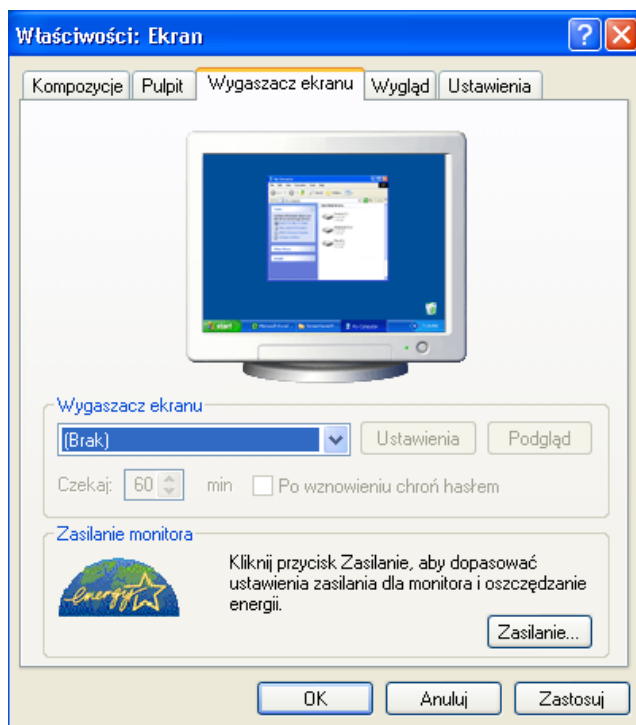 Właściwości: Ekran
Kompozycje Pulpit Wygaszacz ekranu Wygląd Ustawienia
start
Wygaszacz ekranu
(Brak) Ustawienia Podgląd
Czekaj: 60 min Po wznowieniu chroń hasłem
Zasilanie monitora
Kliknij przycisk Zasilanie, aby dopasować
ustawienia zasilania dla monitora i oszczędzanie
energii.
energy
Zasilanie...
OK Anuluj Zastosuj